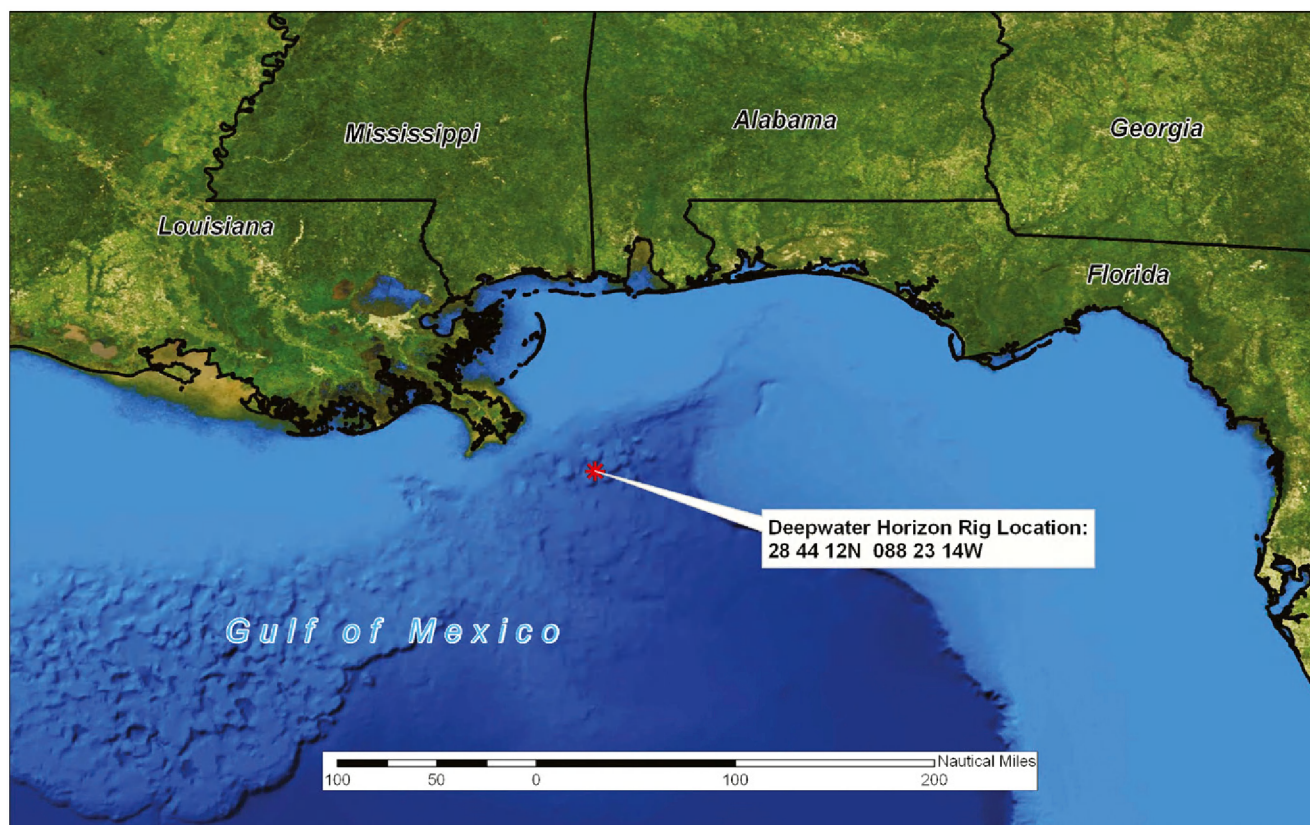 Mississippi
Alabama
Georgia
Louisiana
Florida
Deepwater Horizon Rig Location:
28 44 12N  088 23 14W
Gulf of Mexico
Nautical Miles
100 50 0 100 200